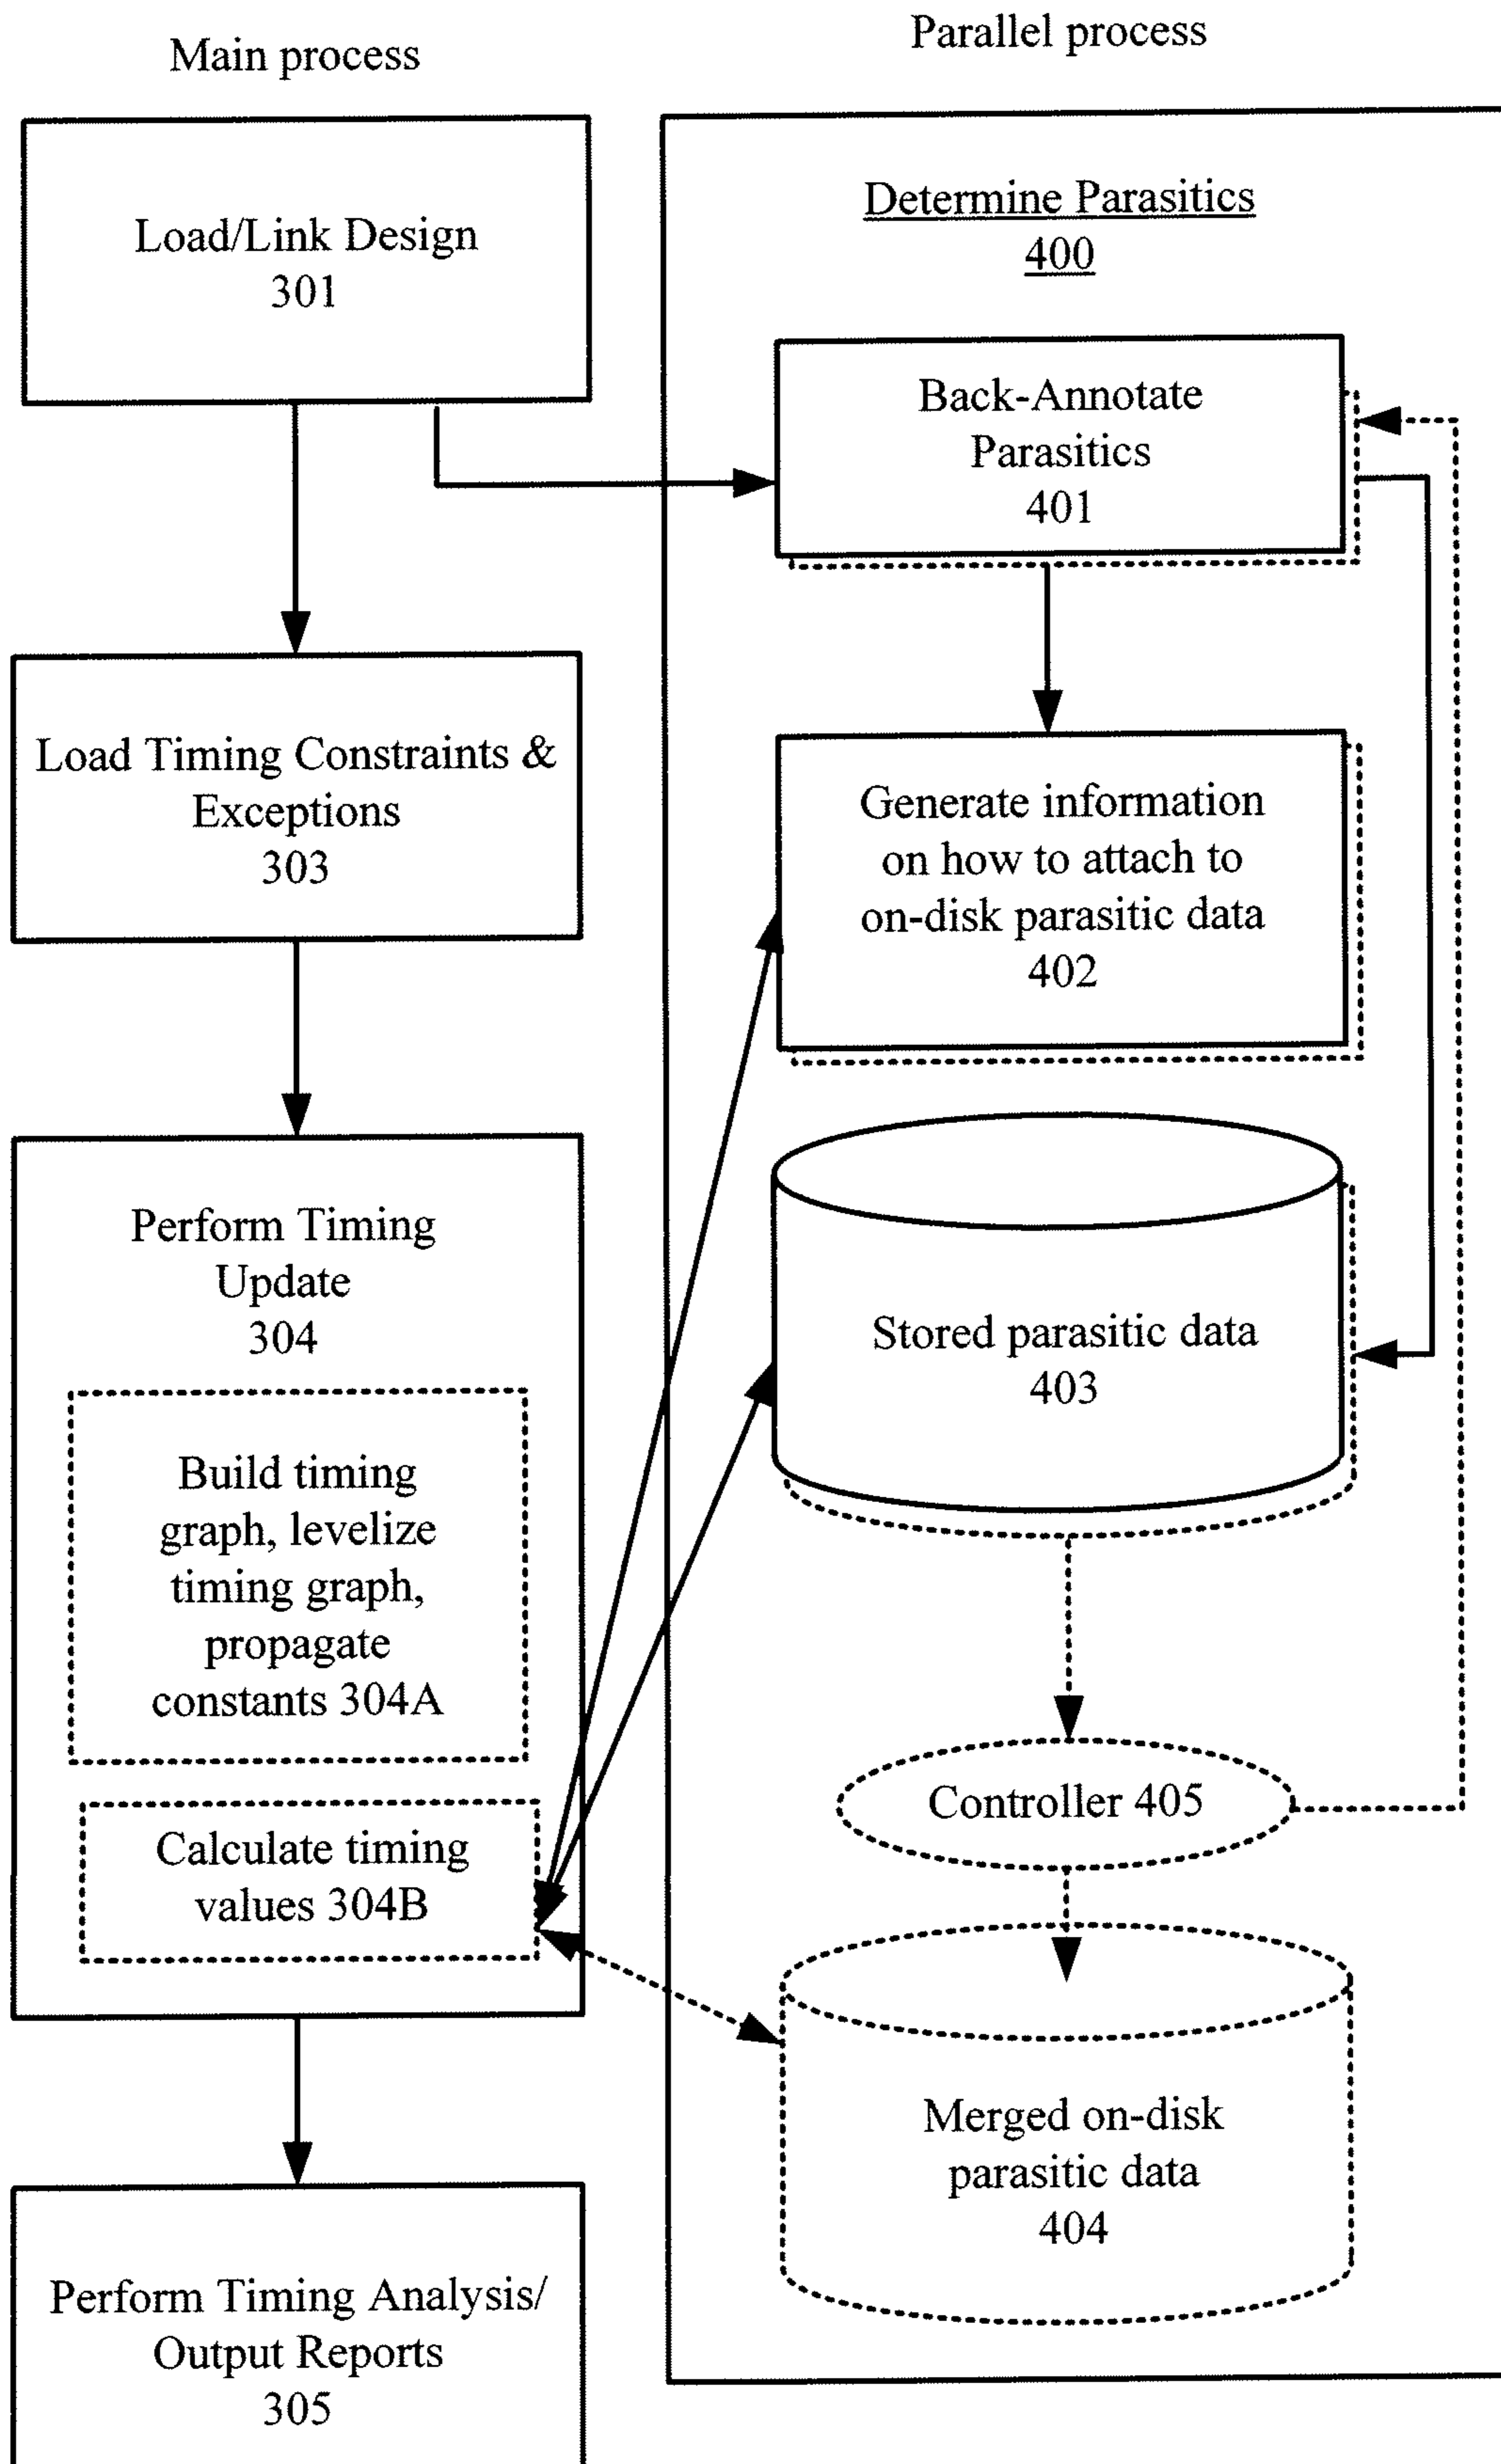 Main process
Load/Link Design
301
Load Timing Constraints &
Exceptions
303
Perform Timing
Update
304
Build timing
graph, levelize
timing graph,
propagate
constants 304A
Calculate timing
values 304B
Perform Timing Analysis/
Output Reports
305
Parallel process
Determine Parasitics
400
Back-Annotate
Parasitics
401
Generate information
on how to attach to
on-disk parasitic data
402
Stored parasitic data
403
Controller 405
Merged on-disk
parasitic data
404